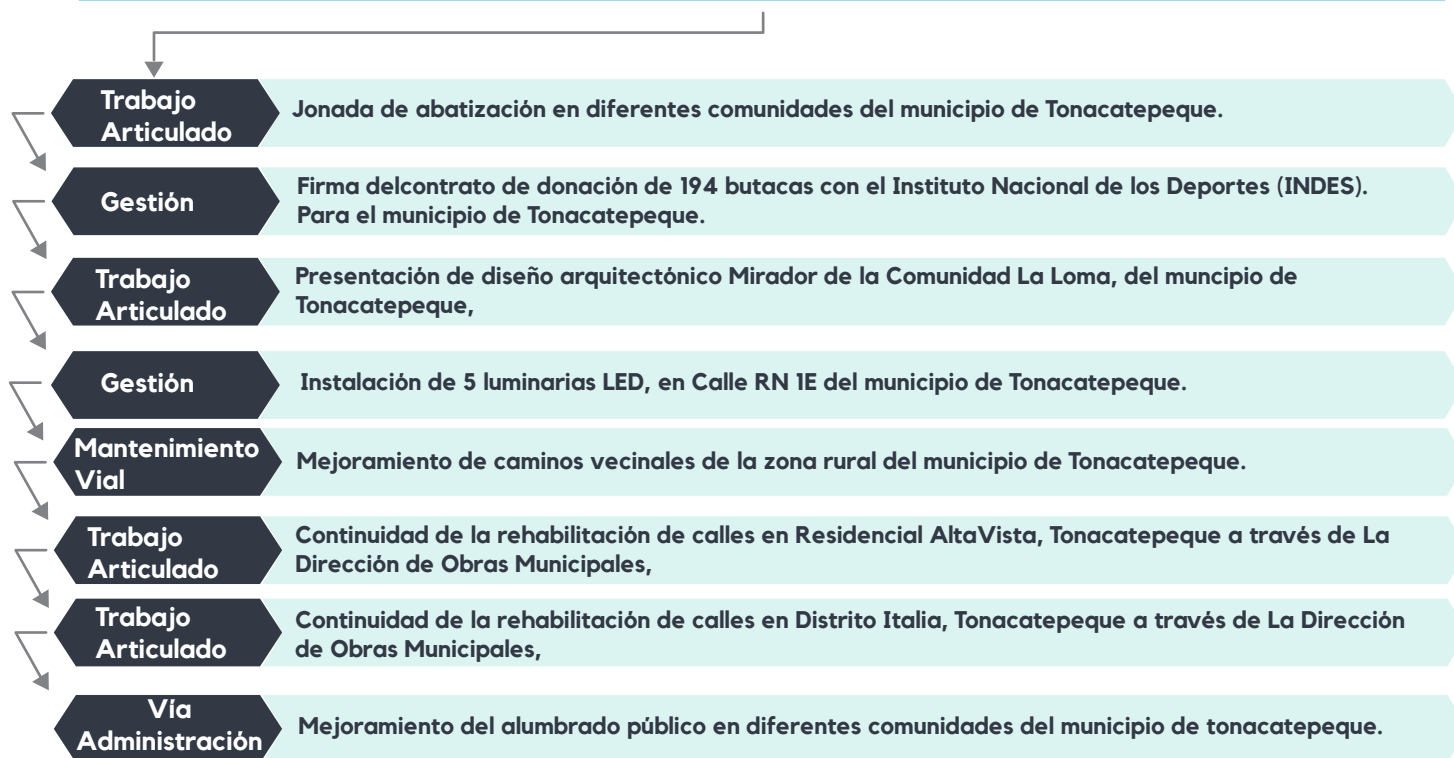 Trabajo
Articulado
Jonada de abatización en diferentes comunidades del municipio de Tonacatepeque.
Gestión
Firma delcontrato de donación de 194 butacas con el Instituto Nacional de los Deportes (INDES).
Para el municipio de Tonacatepeque.
Trabajo
Articulado
Presentación de diseño arquitectónico Mirador de la Comunidad La Loma, del muncipio de
Tonacatepeque,
Gestión
Instalación de 5 luminarias LED, en Calle RN 1E del municipio de Tonacatepeque.
Mantenimiento
Vial
Mejoramiento de caminos vecinales de la zona rural del municipio de Tonacatepeque.
Trabajo
Articulado
Continuidad de la rehabilitación de calles en Residencial AltaVista, Tonacatepeque a través de La
Dirección de Obras Municipales,
Trabajo
Articulado
Continuidad de la rehabilitación de calles en Distrito Italia, Tonacatepeque a través de La Dirección
de Obras Municipales,
Vía
Administración
Mejoramiento del alumbrado público en diferentes comunidades del municipio de tonacatepeque.